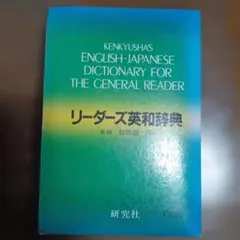 KENKYUSHA'S
ENGLISH-JAPANESE
DICTIONARY FOR
THE GENERAL READER
リーダーズ英和辞典
研究社